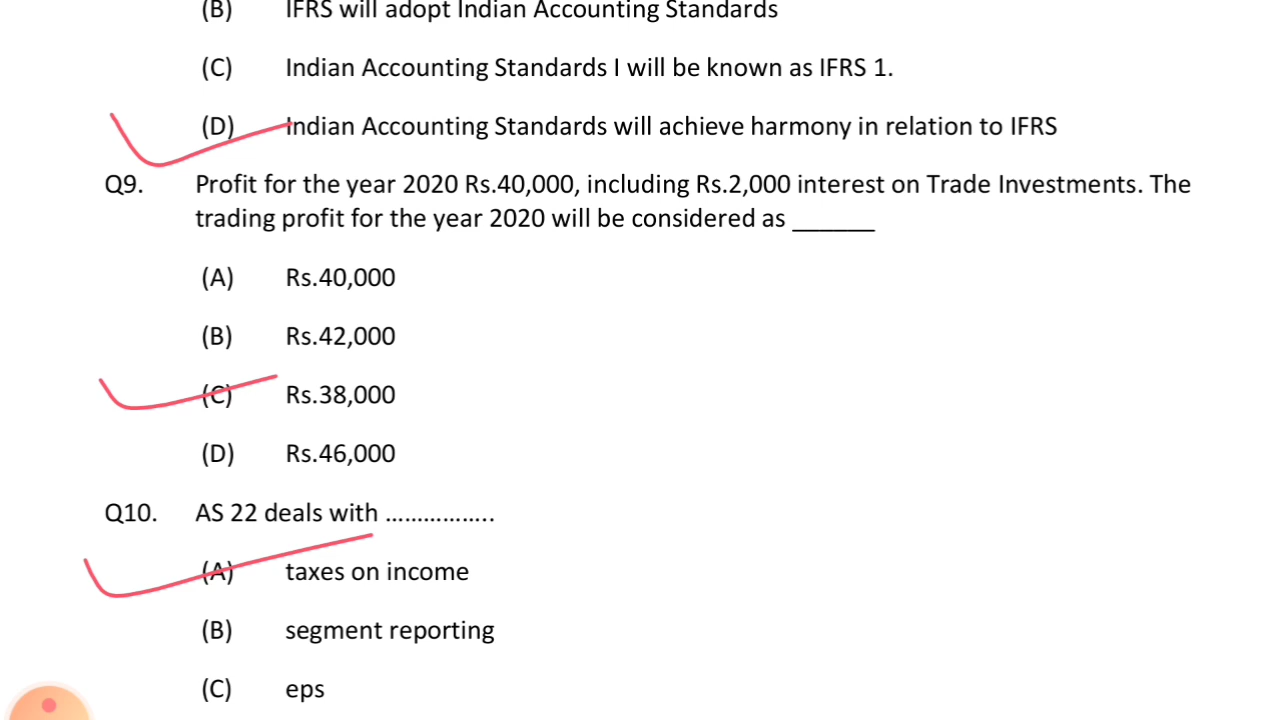 (B) IFRS will adopt Indian Accounting Standards
(C) Indian Accounting Standards I will be known as IFRS 1.
(D) Indian Accounting Standards will achieve harmony in relation to IFRS
Q9. Profit for the year 2020 Rs.40,000, including Rs.2,000 interest on Trade Investments. The
trading profit for the year 2020 will be considered as ______
(A) Rs.40,000
(B) Rs.42,000
(C) Rs.38,000
(D) Rs.46,000
Q10. AS 22 deals with ……………..
(A) taxes on income
(B) segment reporting
(C) eps